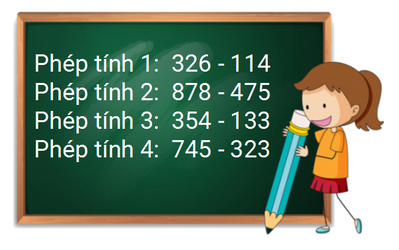 Phép tính 1: 326 - 114
Phép tính 2: 878 - 475
Phép tính 3: 354 - 133
Phép tính 4: 745 - 323